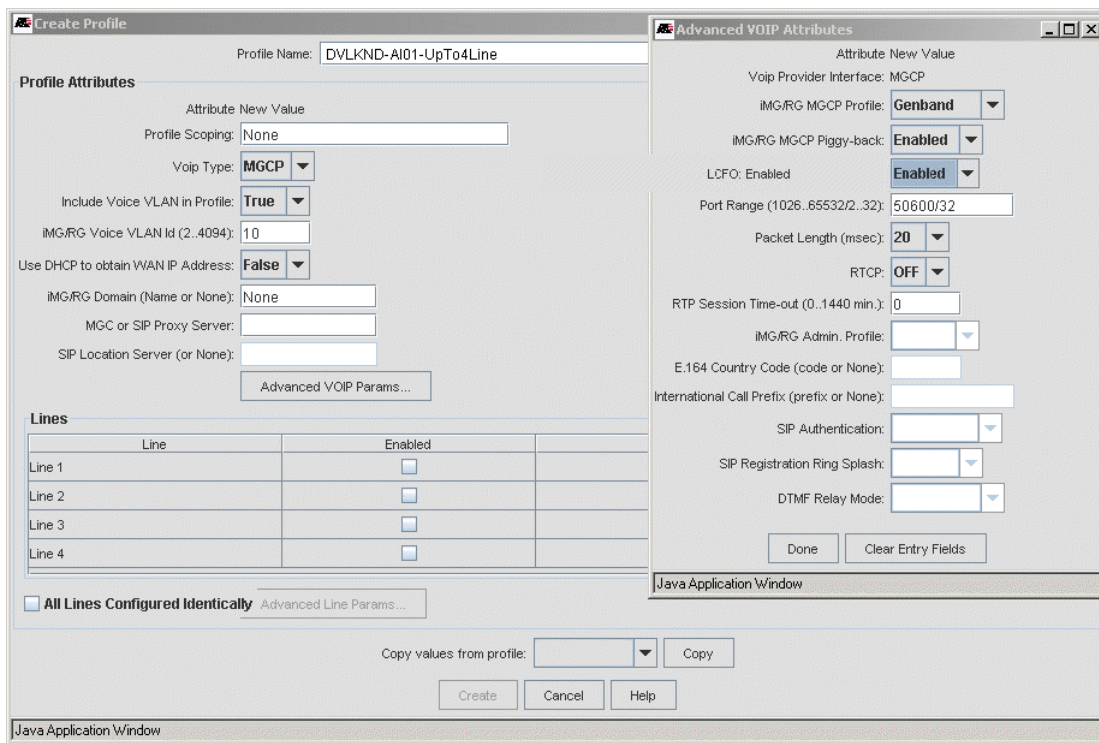 Create Profile
Profile Name: DVLKND-AI01-UpTo4Line
Profile Attributes
Attribute New Value
Profile Scoping: None
Voip Type: MGCP
Include Voice VLAN in Profile: True
iMG/RG Voice VLAN Id (2..4094): 10
Use DHCP to obtain WAN IP Address: False
iMG/RG Domain (Name or None): None
MGC or SIP Proxy Server:
SIP Location Server (or None):
Advanced VOIP Params...
Lines
Line Enabled
Line 1
Line 2
Line 3
Line 4
All Lines Configured Identically Advanced Line Params...
Copy values from profile: Copy
Create Cancel Help
Java Application Window
Advanced VOIP Attributes
Attribute New Value
Voip Provider Interface: MGCP
iMG/RG MGCP Profile: Genband
iMG/RG MGCP Piggy-back: Enabled
LCFO: Enabled Enabled
Port Range (1026..65532/2..32): 50600/32
Packet Length (msec): 20
RTCP: OFF
RTP Session Time-out (0..1440 min.): 0
iMG/RG Admin. Profile:
E.164 Country Code (code or None):
International Call Prefix (prefix or None):
SIP Authentication:
SIP Registration Ring Splash:
DTMF Relay Mode:
Done Clear Entry Fields
Java Application Window